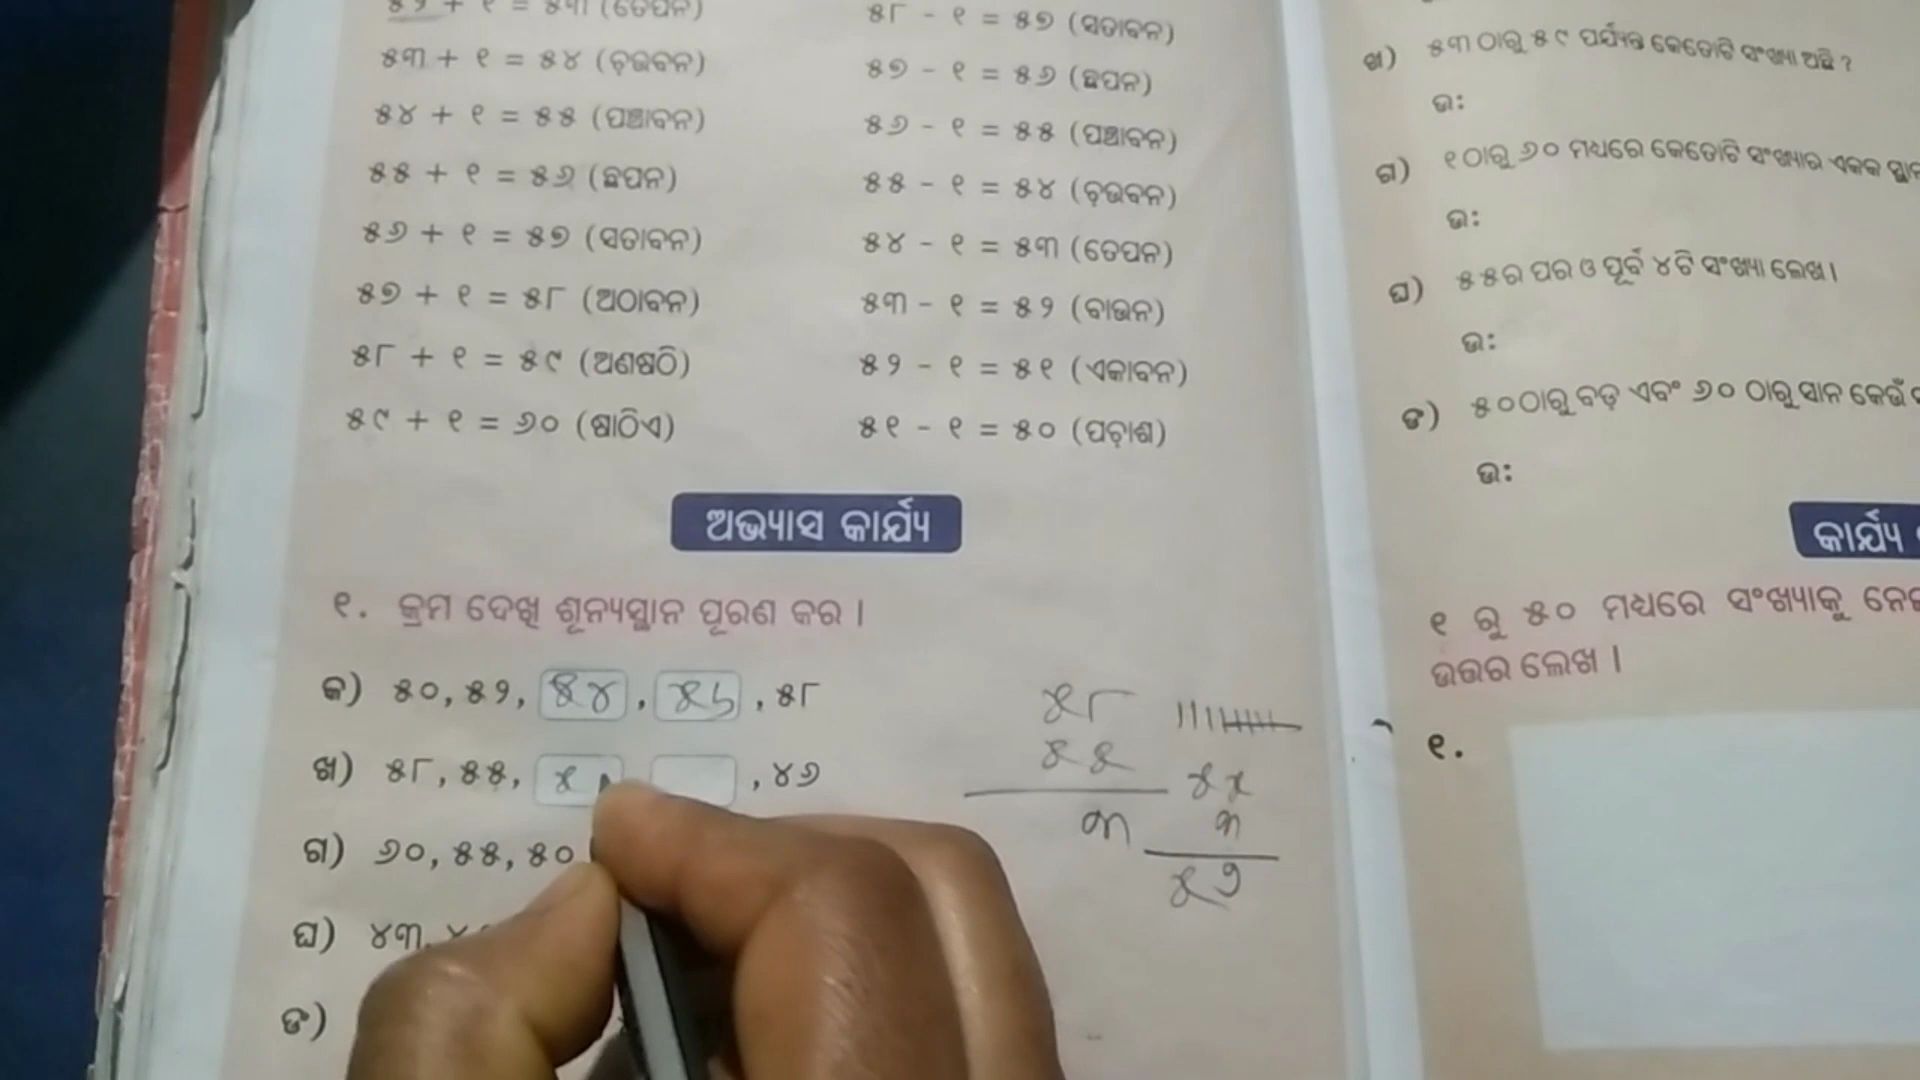 ୫୩ + ୧ = ୫୪ (ଚଉବନ)
୫୪ + ୧ = ୫୫ (ପଞ୍ଚାବନ)
୫୫ + ୧ = ୫୬ (ଛପନ)
୫୬ + ୧ = ୫୭ (ସତାବନ)
୫୭ + ୧ = ୫୮ (ଅଠାବନ)
୫୮ + ୧ = ୫୯ (ଅଣଷଠି)
୫୯ + ୧ = ୬୦ (ଷାଠିଏ)
୫୮ - ୧ = ୫୭ (ସତାବନ)
୫୭ - ୧ = ୫୬ (ଛପନ)
୫୬ - ୧ = ୫୫ (ପଞ୍ଚାବନ)
୫୫ - ୧ = ୫୪ (ଚଉବନ)
୫୪ - ୧ = ୫୩ (ତେପନ)
୫୩ - ୧ = ୫୨ (ବାଉନ)
୫୨ - ୧ = ୫୧ (ଏକାବନ)
୫୧ - ୧ = ୫୦ (ପଚାଶ)
ଅଭ୍ୟାସ କାର୍ଯ୍ୟ
୧. କ୍ରମ ଦେଖି ଶୂନ୍ୟସ୍ଥାନ ପୂରଣ କର ।
କ) ୫୦, ୫୨, ୫୪, ୫୬, ୫୮
ଖ) ୫୮, ୫୫, ୫ , ୪୬
ଗ) ୬୦, ୫୫, ୫୦
ଘ) ୪୩,
ଙ)
୫୮
୫୫
୩
୫୫
୩
୫୨
ଖ) ୫୩ ଠାରୁ ୫୯ ପର୍ଯ୍ୟନ୍ତ କେତୋଟି ସଂଖ୍ୟା ଅଛି ?
ଉ:
ଗ) ୧ ଠାରୁ ୬୦ ମଧ୍ୟରେ କେତୋଟି ସଂଖ୍ୟାର ଏକକ
ଉ:
ଘ) ୫୫ର ପର ଓ ପୂର୍ବ ୪ଟି ସଂଖ୍ୟା ଲେଖ ।
ଉ:
ଙ) ୫୦ଠାରୁ ବଡ଼ ଏବଂ ୬୦ ଠାରୁ ସାନ କେଉଁ
ଉ:
କାର୍ଯ୍ୟ
୧ ରୁ ୫୦ ମଧ୍ୟରେ ସଂଖ୍ୟାକୁ
ଉତ୍ତର ଲେଖ ।
୧.